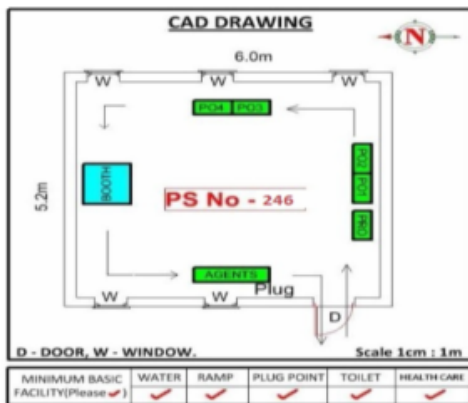 CAD DRAWING
N
6.0m
W W W
PO4 PO3
5.2m
BOOTH
PO2
PO1
PS No - 246
PRO
AGENTS
Plug
W W
D
D - DOOR, W - WINDOW. Scale 1cm : 1m
MINIMUM BASIC FACILITY(Please ✓) WATER RAMP PLUG POINT TOILET HEALTH CARE
✓ ✓ ✓ ✓ ✓